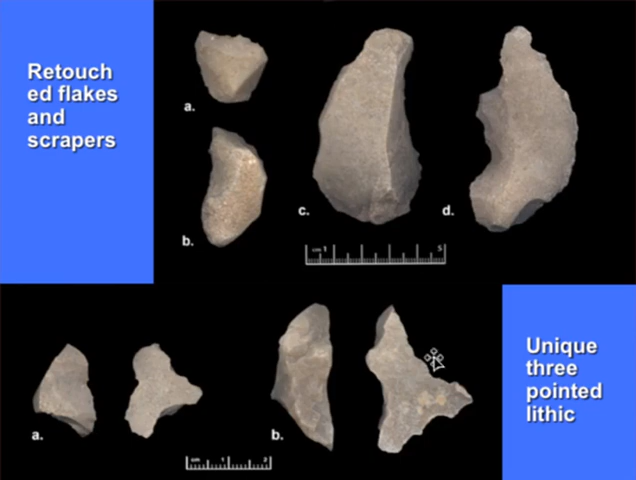 Retouch
ed flakes
and
scrapers
a.
b.
c.
d.
cm 1
5
a.
b.
cm
1
2
Unique
three
pointed
lithic